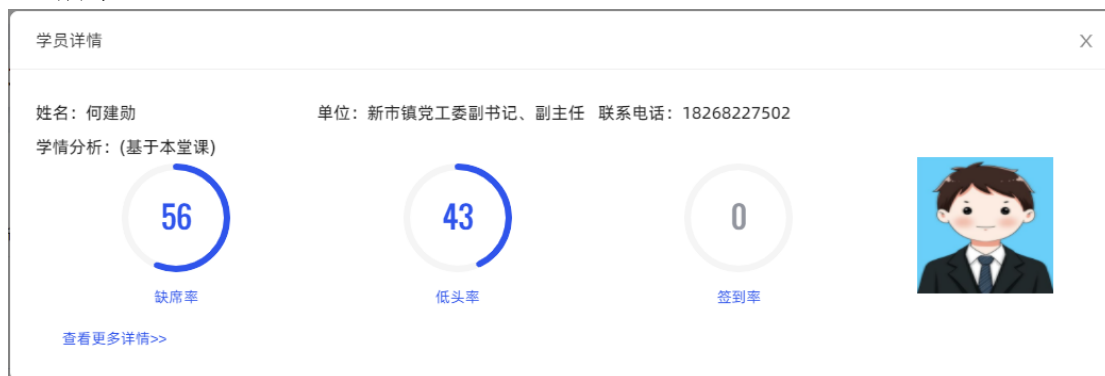 学员详情
X
姓名：何建勋 单位：新市镇党工委副书记、副主任 联系电话：18268227502
学情分析：(基于本堂课)
56 43 0
缺席率 低头率 签到率
查看更多详情>>